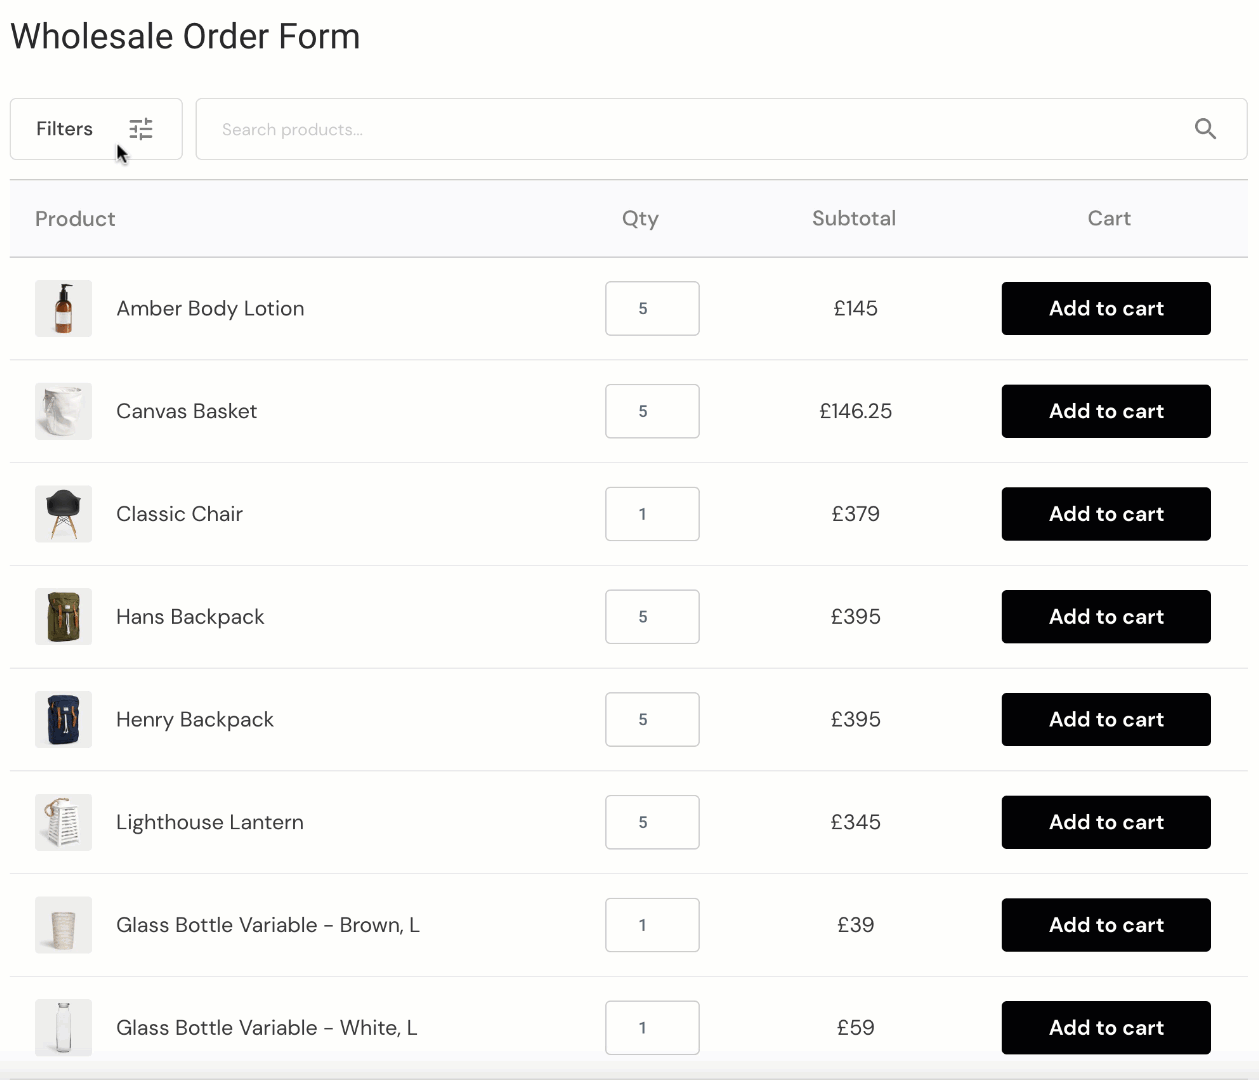 Wholesale Order Form
Filters
Search products...
Product Qty Subtotal Cart
Amber Body Lotion 5 £145 Add to cart
Canvas Basket 5 £146.25 Add to cart
Classic Chair 1 £379 Add to cart
Hans Backpack 5 £395 Add to cart
Henry Backpack 5 £395 Add to cart
Lighthouse Lantern 5 £345 Add to cart
Glass Bottle Variable - Brown, L 1 £39 Add to cart
Glass Bottle Variable - White, L 1 £59 Add to cart